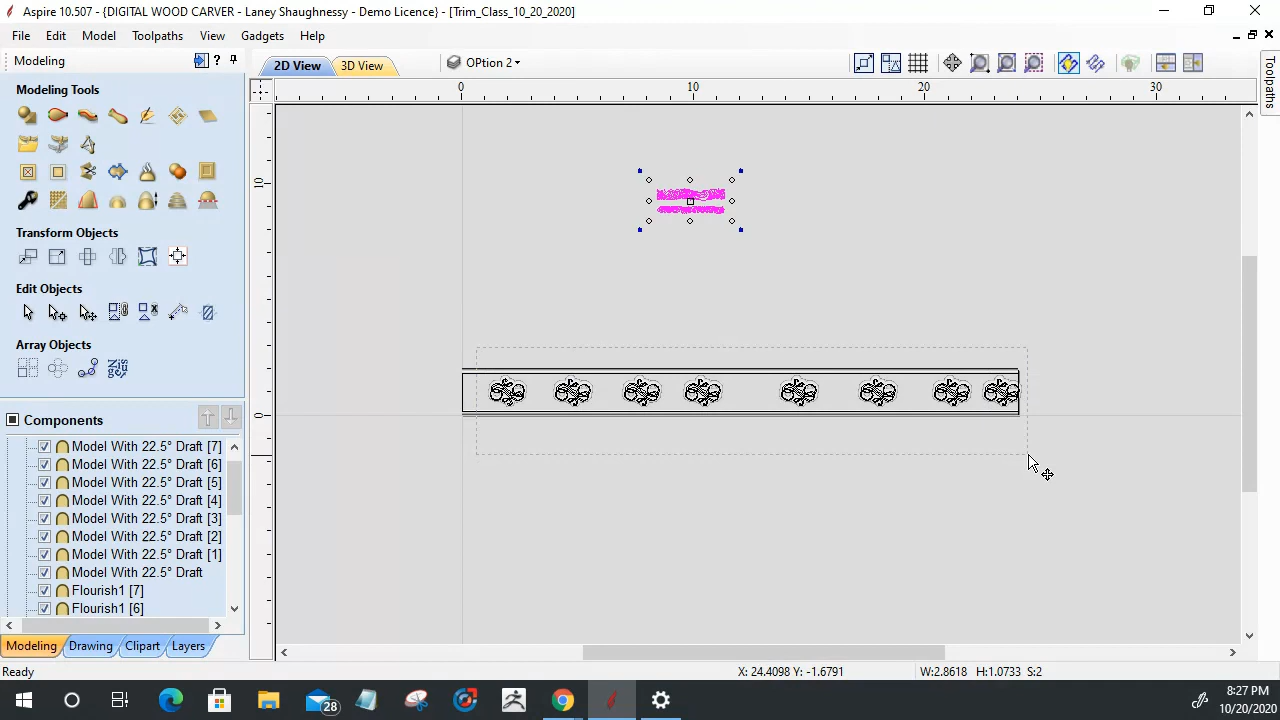 Aspire 10.507 - {DIGITAL WOOD CARVER - Laney Shaughnessy - Demo Licence} - [Trim_Class_10_20_2020]
File Edit Model Toolpaths View Gadgets Help
Modeling
2D View
3D View
OPtion 2
Toolpaths
Modeling Tools
0
10
20
30
10
0
Transform Objects
Edit Objects
Array Objects
Components
Model With 22.5° Draft [7]
Model With 22.5° Draft [6]
Model With 22.5° Draft [5]
Model With 22.5° Draft [4]
Model With 22.5° Draft [3]
Model With 22.5° Draft [2]
Model With 22.5° Draft [1]
Model With 22.5° Draft
Flourish1 [7]
Flourish1 [6]
Modeling Drawing Clipart Layers
Ready
X: 24.4098 Y: -1.6791
W:2.8618 H:1.0733 S:2
28
8:27 PM
10/20/2020